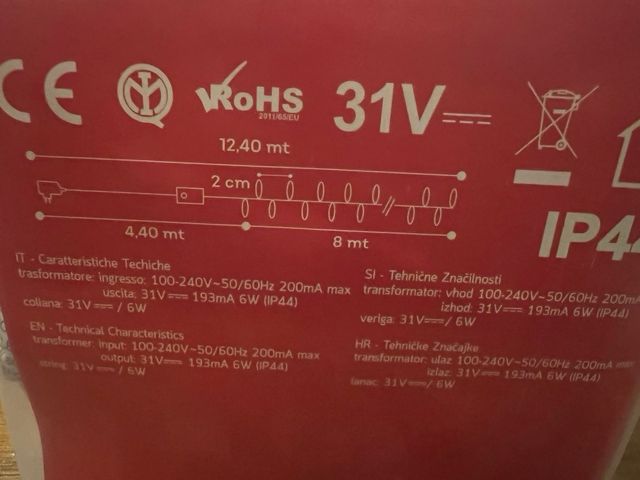 CE
RoHS
2011/65/EU
31V
12,40 mt
2 cm
4,40 mt
8 mt
IP44
IT - Caratteristiche Techiche
trasformatore: ingresso: 100-240V~50/60Hz 200mA max
uscita: 31V⎓ 193mA 6W (IP44)
collana: 31V⎓/ 6W
EN - Technical Characteristics
transformer: input: 100-240V~50/60Hz 200mA max
output: 31V⎓ 193mA 6W (IP44)
string: 31V⎓/ 6W
SI - Tehnične Značilnosti
transformator: vhod 100-240V~50/60Hz 200mA
izhod: 31V⎓ 193mA 6W (IP44)
veriga: 31V⎓/ 6W
HR - Tehničke Značajke
transformator: ulaz 100-240V~50/60Hz 200mA max
izlaz: 31V⎓ 193mA 6W (IP44)
lanac: 31V⎓/ 6W